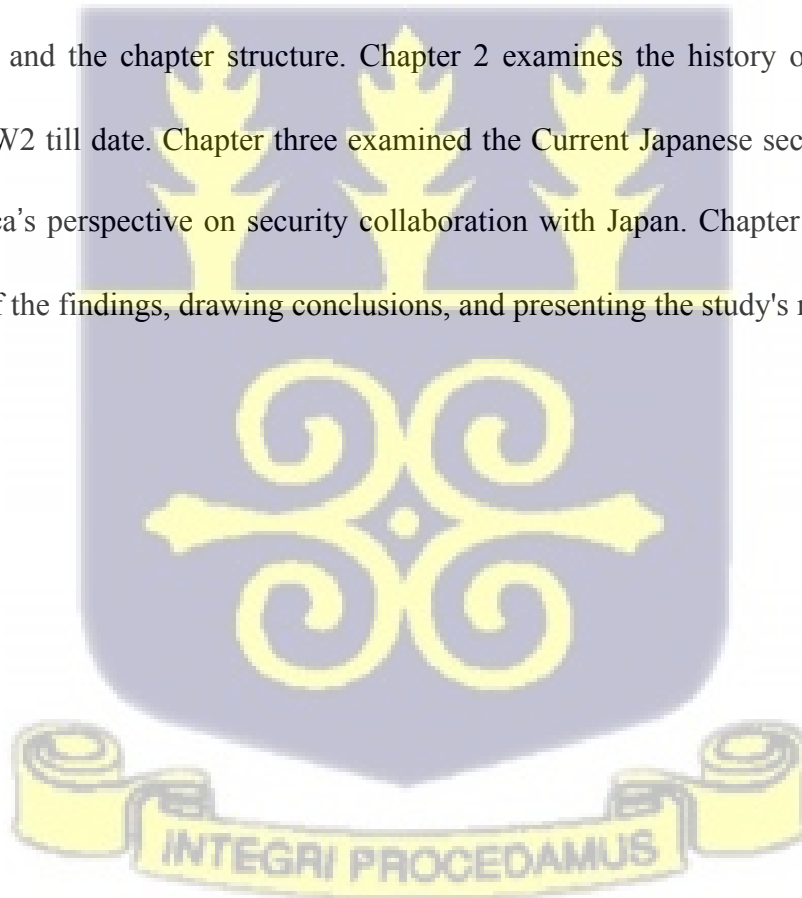 and the chapter structure. Chapter 2 examines the history o
W2 till date. Chapter three examined the Current Japanese sec
a's perspective on security collaboration with Japan. Chapter
f the findings, drawing conclusions, and presenting the study's
INTEGRI PROCEDAMUS